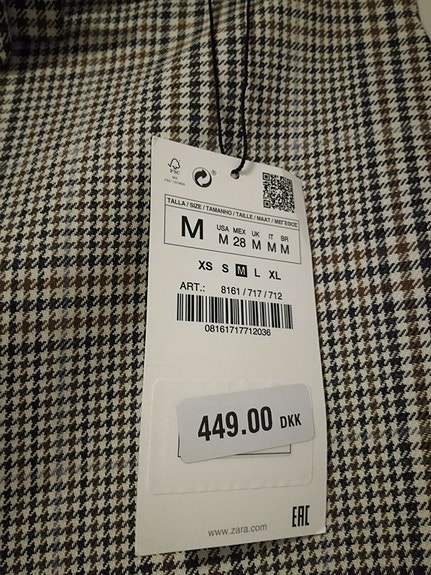 FSC
TALLA / SIZE / TAMANHO / TAILLE / MAAT / ΜΕΓΕΘΟΣ
M
USA MEX UK IT BR
M 28 M M M
XS S M L XL
ART.: 8161 / 717 / 712
08161717712036
449.00 DKK
www.zara.com
EAC